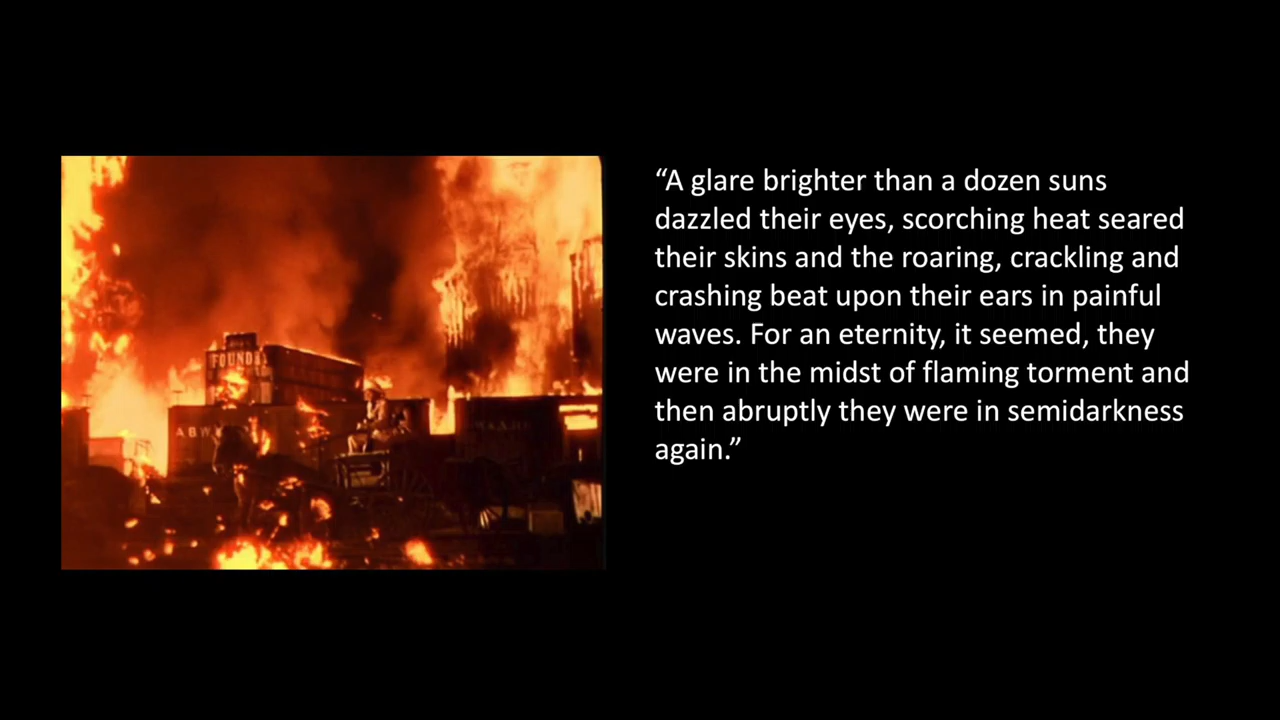 “A glare brighter than a dozen suns
dazzled their eyes, scorching heat seared
their skins and the roaring, crackling and
crashing beat upon their ears in painful
waves. For an eternity, it seemed, they
were in the midst of flaming torment and
then abruptly they were in semidarkness
again.”